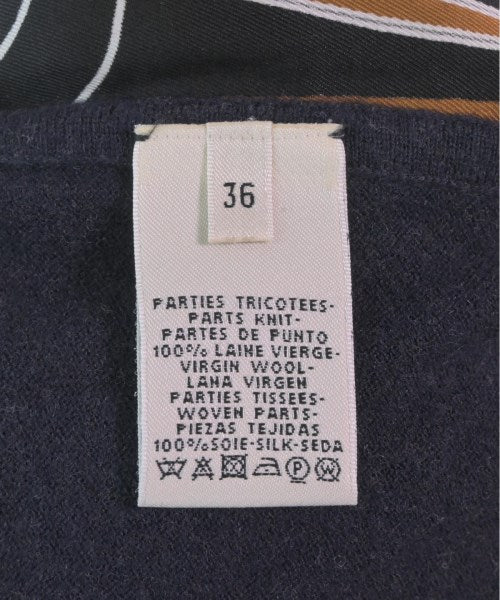 36
PARTIES TRICOTEES-
PARTS KNIT-
PARTES DE PUNTO
100% LAINE VIERGE-
VIRGIN WOOL-
LANA VIRGEN
PARTIES TISSEES-
WOVEN PARTS-
PIEZAS TEJIDAS
100%SOIE-SILK-SEDA
P W